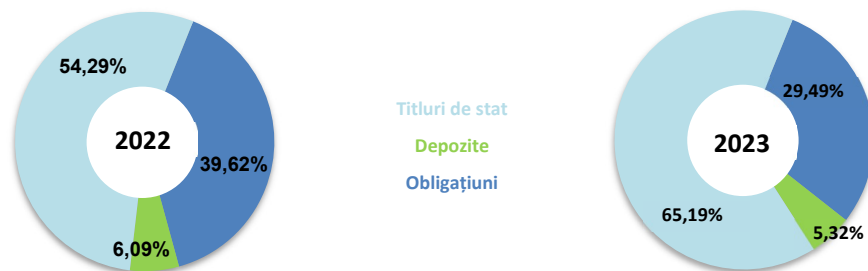 54,29%
2022
39,62%
6,09%
Titluri de stat
Depozite
Obligațiuni
29,49%
2023
65,19%
5,32%